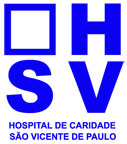 H
SV
HOSPITAL DE CARIDADE
SÃO VICENTE DE PAULO